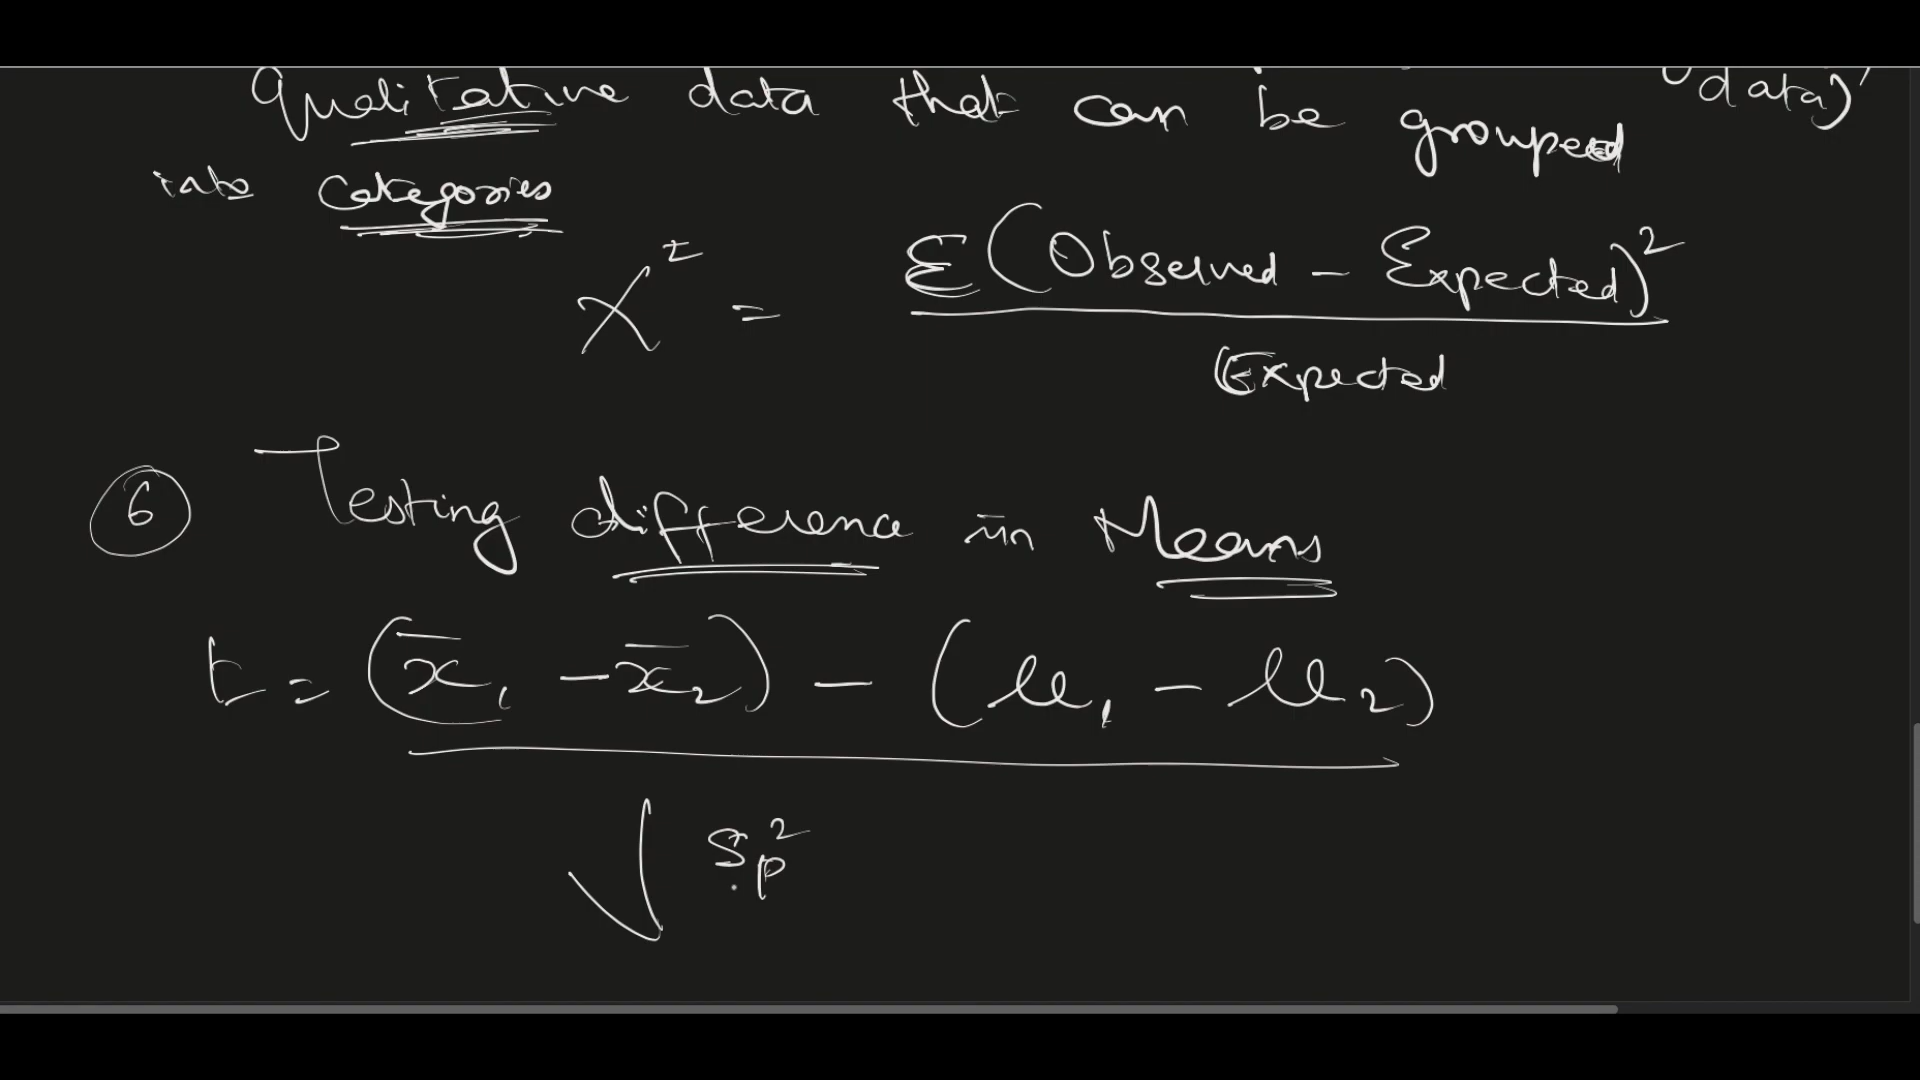 Qualitative data that can be grouped data)
into Categories
X² = Σ(Observed - Expected)²
Expected
⑥ Testing difference in Means
t = (x̄₁ - x̄₂) - (μ₁ - μ₂)
√ Sp²